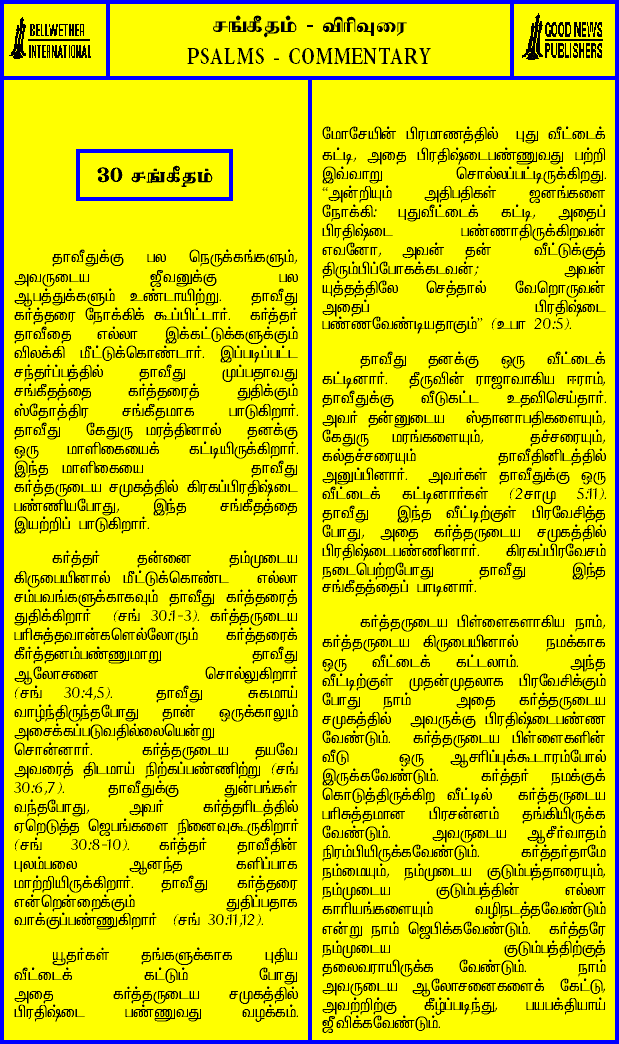 BELLWETHER
INTERNATIONAL
சங்கீதம் - விரிவுரை
PSALMS - COMMENTARY
GOOD NEWS
PUBLISHERS
30 சங்கீதம்
தாவீதுக்கு பல நெருக்கங்களும்,
அவருடைய ஜீவனுக்கு பல
ஆபத்துக்களும் உண்டாயிற்று. தாவீது
கர்த்தரை நோக்கிக் கூப்பிட்டார். கர்த்தர்
தாவீதை எல்லா இக்கட்டுக்களுக்கும்
விலக்கி மீட்டுக்கொண்டார். இப்படிப்பட்ட
சந்தர்ப்பத்தில் தாவீது முப்பதாவது
சங்கீதத்தை கர்த்தரைத் துதிக்கும்
ஸ்தோத்திர சங்கீதமாக பாடுகிறார்.
தாவீது கேதுரு மரத்தினால் தனக்கு
ஒரு மாளிகையைக் கட்டியிருக்கிறார்.
இந்த மாளிகையை தாவீது
கர்த்தருடைய சமுகத்தில் கிரகப்பிரதிஷ்டை
பண்ணியபோது, இந்த சங்கீதத்தை
இயற்றிப் பாடுகிறார்.
கர்த்தர் தன்னை தம்முடைய
கிருபையினால் மீட்டுக்கொண்ட எல்லா
சம்பவங்களுக்காகவும் தாவீது கர்த்தரைத்
துதிக்கிறார் (சங் 30:1-3). கர்த்தருடைய
பரிசுத்தவான்களெல்லோரும் கர்த்தரைக்
கீர்த்தனம்பண்ணுமாறு தாவீது
ஆலோசனை சொல்லுகிறார்
(சங் 30:4,5). தாவீது சுகமாய்
வாழ்ந்திருந்தபோது தான் ஒருக்காலும்
அசைக்கப்படுவதில்லையென்று
சொன்னார். கர்த்தருடைய தயவே
அவரைத் திடமாய் நிற்கப்பண்ணிற்று (சங்
30:6,7). தாவீதுக்கு துன்பங்கள்
வந்தபோது, அவர் கர்த்தரிடத்தில்
ஏறெடுத்த ஜெபங்களை நினைவுகூருகிறார்
(சங் 30:8-10). கர்த்தர் தாவீதின்
புலம்பலை ஆனந்த களிப்பாக
மாற்றியிருக்கிறார். தாவீது கர்த்தரை
என்றென்றைக்கும் துதிப்பதாக
வாக்குப்பண்ணுகிறார் (சங் 30:11,12).
யூதர்கள் தங்களுக்காக புதிய
வீட்டைக் கட்டும் போது
அதை கர்த்தருடைய சமுகத்தில்
பிரதிஷ்டை பண்ணுவது வழக்கம்.
மோசேயின் பிரமாணத்தில் புது வீட்டைக்
கட்டி, அதை பிரதிஷ்டைபண்ணுவது பற்றி
இவ்வாறு சொல்லப்பட்டிருக்கிறது.
“அன்றியும் அதிபதிகள் ஜனங்களை
நோக்கி: புதுவீட்டைக் கட்டி, அதைப்
பிரதிஷ்டை பண்ணாதிருக்கிறவன்
எவனோ, அவன் தன் வீட்டுக்குத்
திரும்பிப்போகக்கடவன்; அவன்
யுத்தத்திலே செத்தால் வேறொருவன்
அதைப் பிரதிஷ்டை
பண்ணவேண்டியதாகும்” (உபா 20:5).
தாவீது தனக்கு ஒரு வீட்டைக்
கட்டினார். தீருவின் ராஜாவாகிய ஈராம்,
தாவீதுக்கு வீடுகட்ட உதவிசெய்தார்.
அவர் தன்னுடைய ஸ்தானாபதிகளையும்,
கேதுரு மரங்களையும், தச்சரையும்,
கல்தச்சரையும் தாவீதினிடத்தில்
அனுப்பினார். அவர்கள் தாவீதுக்கு ஒரு
வீட்டைக் கட்டினார்கள் (2சாமு 5:11).
தாவீது இந்த வீட்டிற்குள் பிரவேசித்த
போது, அதை கர்த்தருடைய சமுகத்தில்
பிரதிஷ்டைபண்ணினார். கிரகப்பிரவேசம்
நடைபெற்றபோது தாவீது இந்த
சங்கீதத்தைப் பாடினார்.
கர்த்தருடைய பிள்ளைகளாகிய நாம்,
கர்த்தருடைய கிருபையினால் நமக்காக
ஒரு வீட்டைக் கட்டலாம். அந்த
வீட்டிற்குள் முதன்முதலாக பிரவேசிக்கும்
போது நாம் அதை கர்த்தருடைய
சமுகத்தில் அவருக்கு பிரதிஷ்டைபண்ண
வேண்டும். கர்த்தருடைய பிள்ளைகளின்
வீடு ஒரு ஆசரிப்புக்கூடாரம்போல்
இருக்கவேண்டும். கர்த்தர் நமக்குக்
கொடுத்திருக்கிற வீட்டில் கர்த்தருடைய
பரிசுத்தமான பிரசன்னம் தங்கியிருக்க
வேண்டும். அவருடைய ஆசீர்வாதம்
நிரம்பியிருக்கவேண்டும். கர்த்தர்தாமே
நம்மையும், நம்முடைய குடும்பத்தாரையும்,
நம்முடைய குடும்பத்தின் எல்லா
காரியங்களையும் வழிநடத்தவேண்டும்
என்று நாம் ஜெபிக்கவேண்டும். கர்த்தரே
நம்முடைய குடும்பத்திற்குத்
தலைவராயிருக்க வேண்டும். நாம்
அவருடைய ஆலோசனைகளைக் கேட்டு,
அவற்றிற்கு கீழ்ப்படிந்து, பயபக்தியாய்
ஜீவிக்கவேண்டும்.